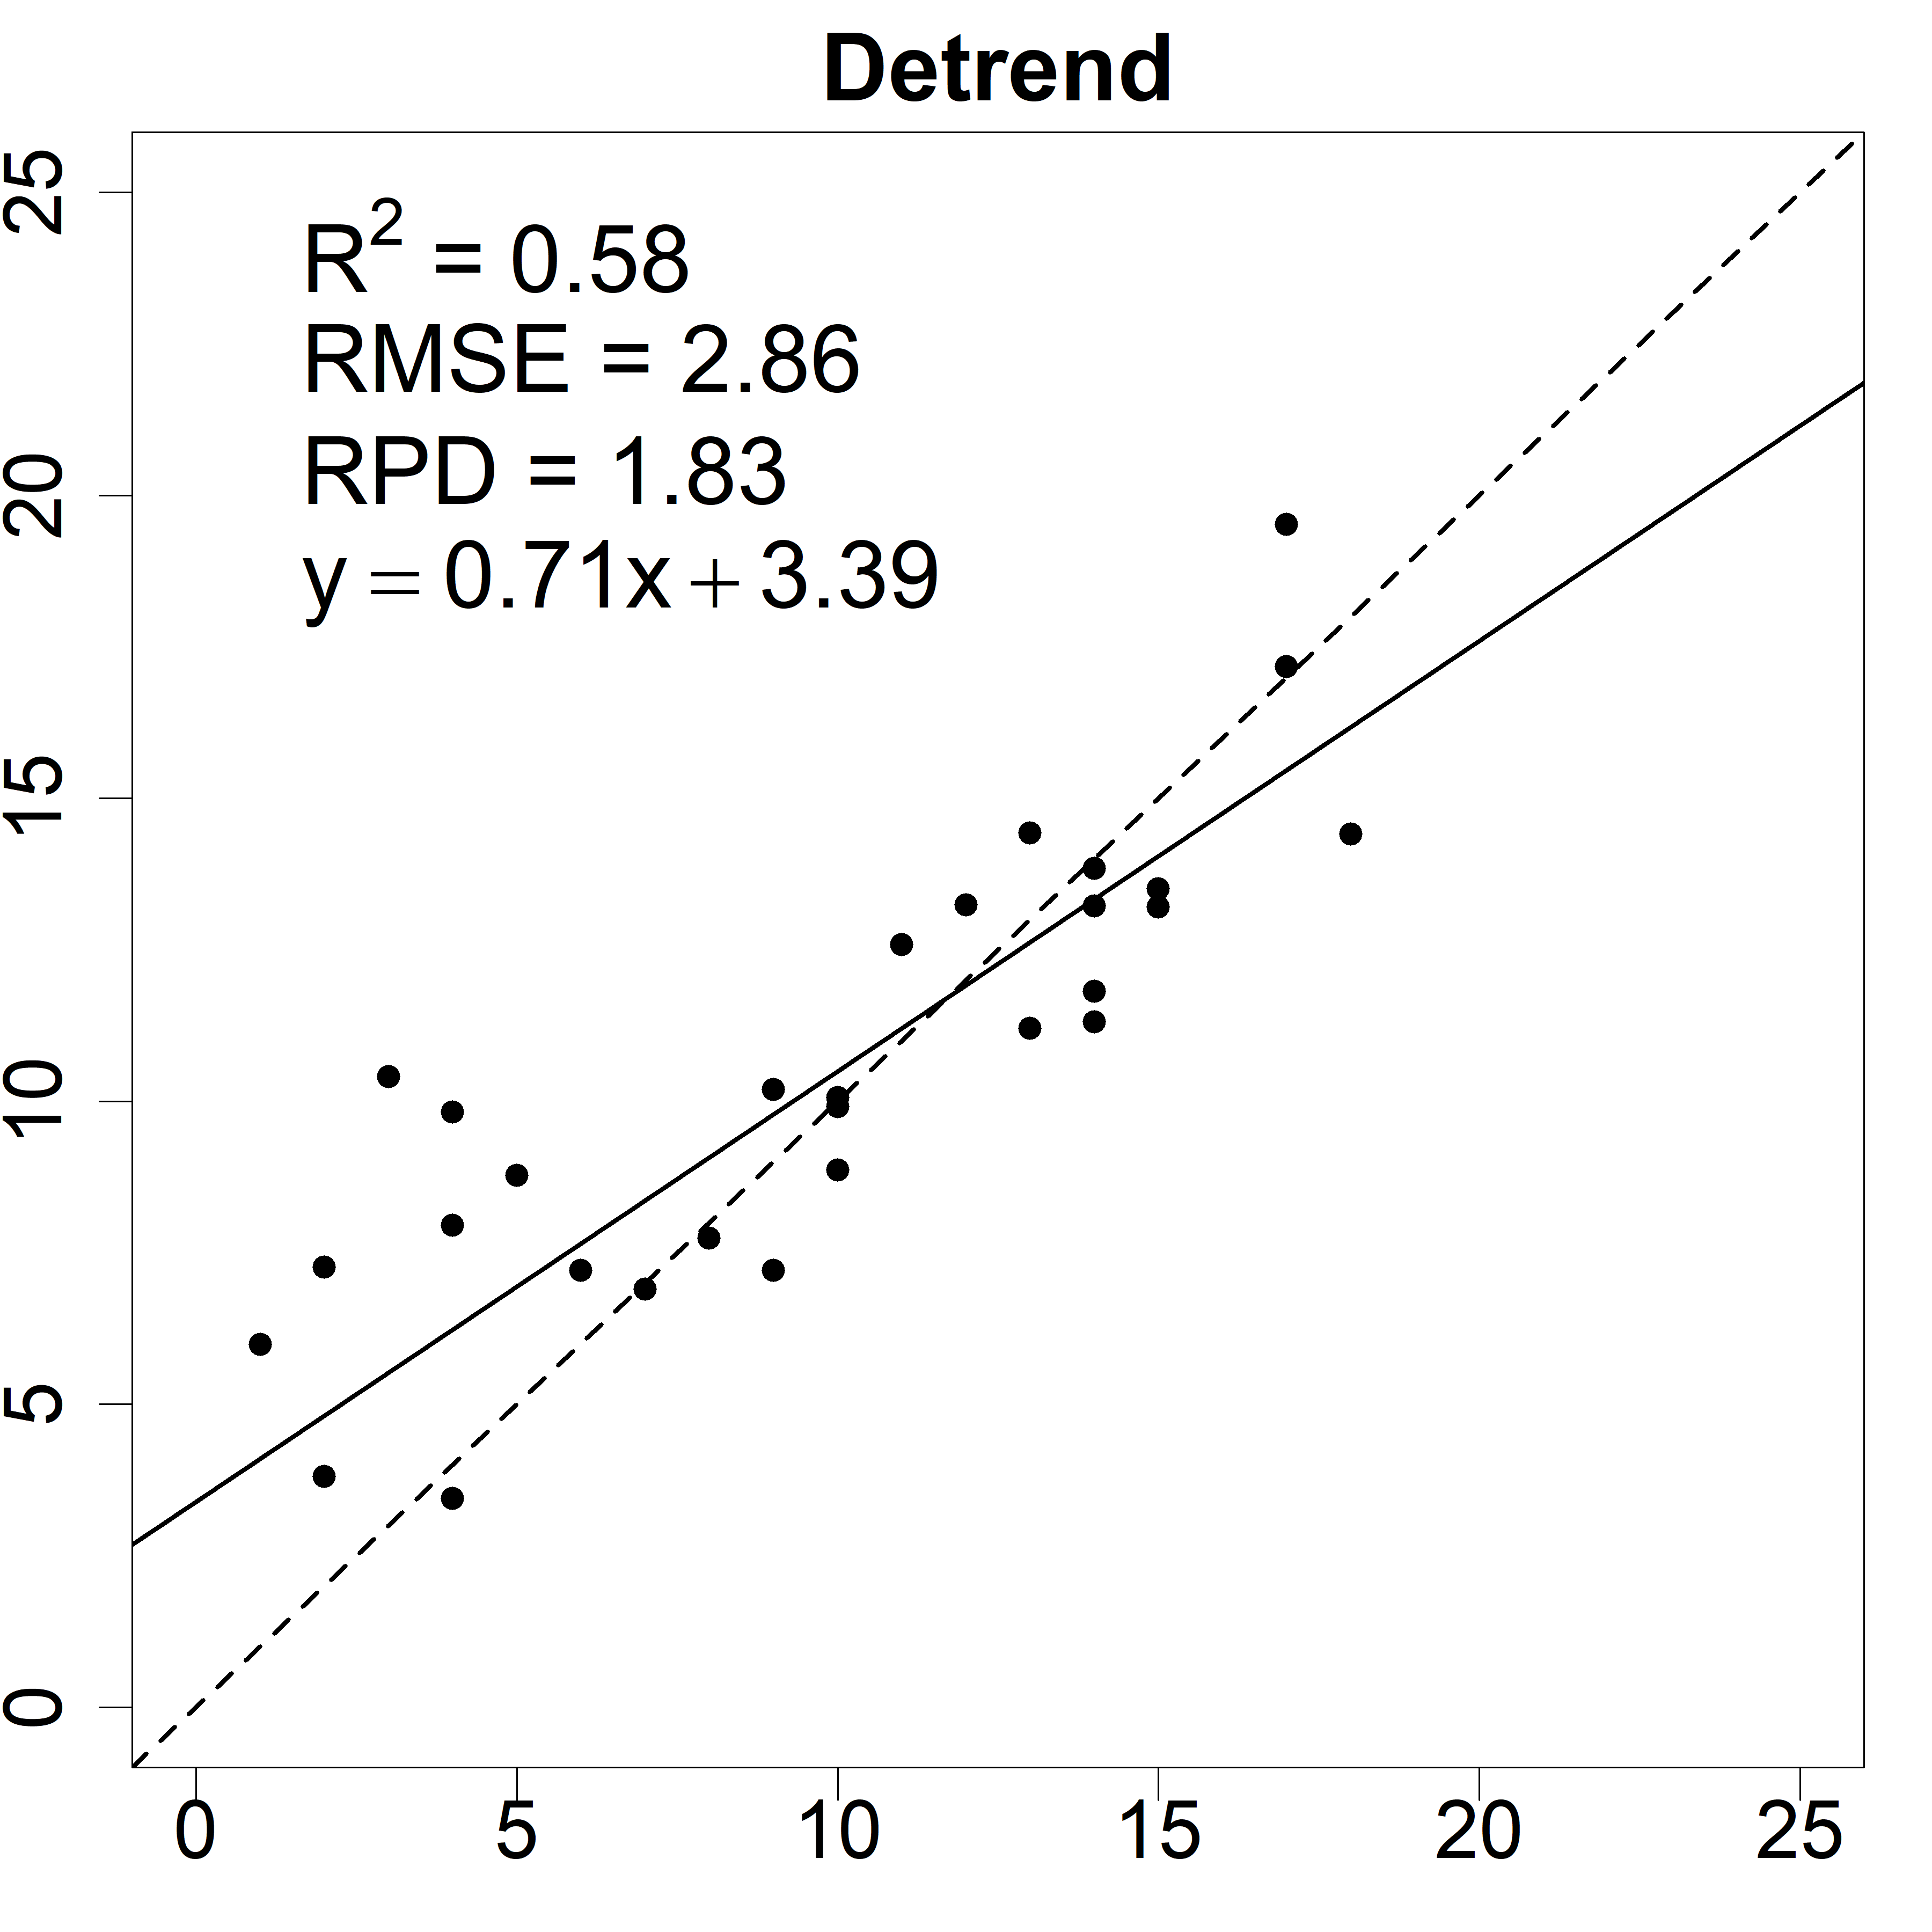 Detrend
R² = 0.58
RMSE = 2.86
RPD = 1.83
y = 0.71x + 3.39
25
20
15
10
5
0
0 5 10 15 20 25